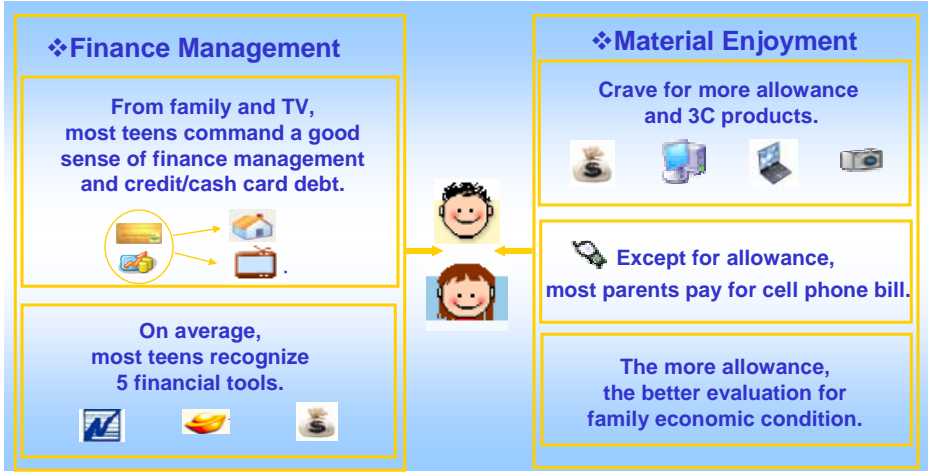 ❖Finance Management
From family and TV,
most teens command a good
sense of finance management
and credit/cash card debt.
.
On average,
most teens recognize
5 financial tools.
$
❖Material Enjoyment
Crave for more allowance
and 3C products.
$
Except for allowance,
most parents pay for cell phone bill.
The more allowance,
the better evaluation for
family economic condition.